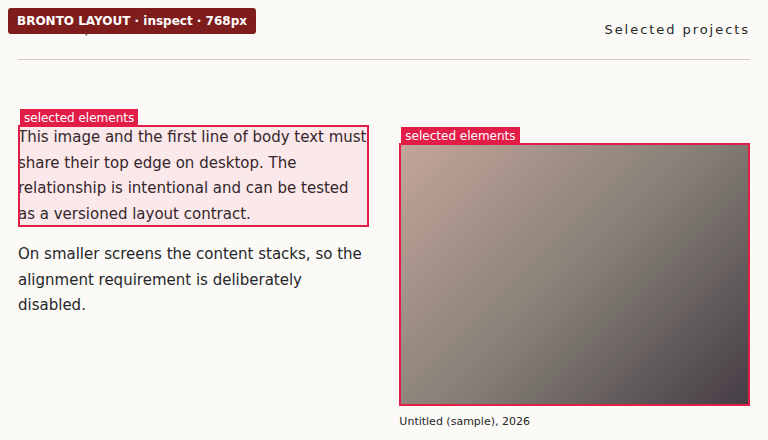 BRONTO LAYOUT · inspect · 768px
Selected projects
selected elements
This image and the first line of body text must
share their top edge on desktop. The
relationship is intentional and can be tested
as a versioned layout contract.
On smaller screens the content stacks, so the
alignment requirement is deliberately
disabled.
selected elements
Untitled (sample), 2026